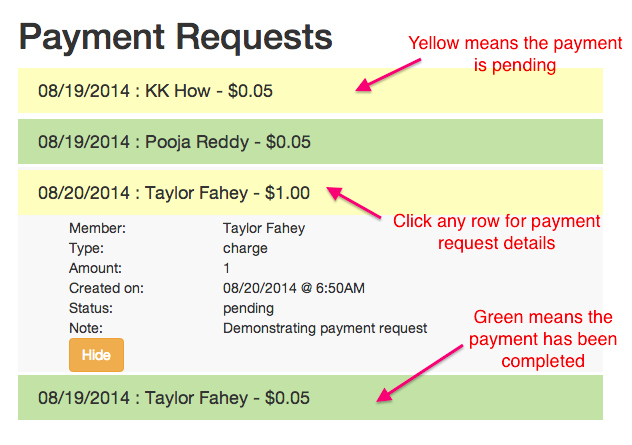 Payment Requests
Yellow means the payment
is pending
08/19/2014 : KK How - $0.05
08/19/2014 : Pooja Reddy - $0.05
08/20/2014 : Taylor Fahey - $1.00
Click any row for payment
request details
Member: Taylor Fahey
Type: charge
Amount: 1
Created on: 08/20/2014 @ 6:50AM
Status: pending
Note: Demonstrating payment request
Hide
Green means the
payment has been
completed
08/19/2014 : Taylor Fahey - $0.05